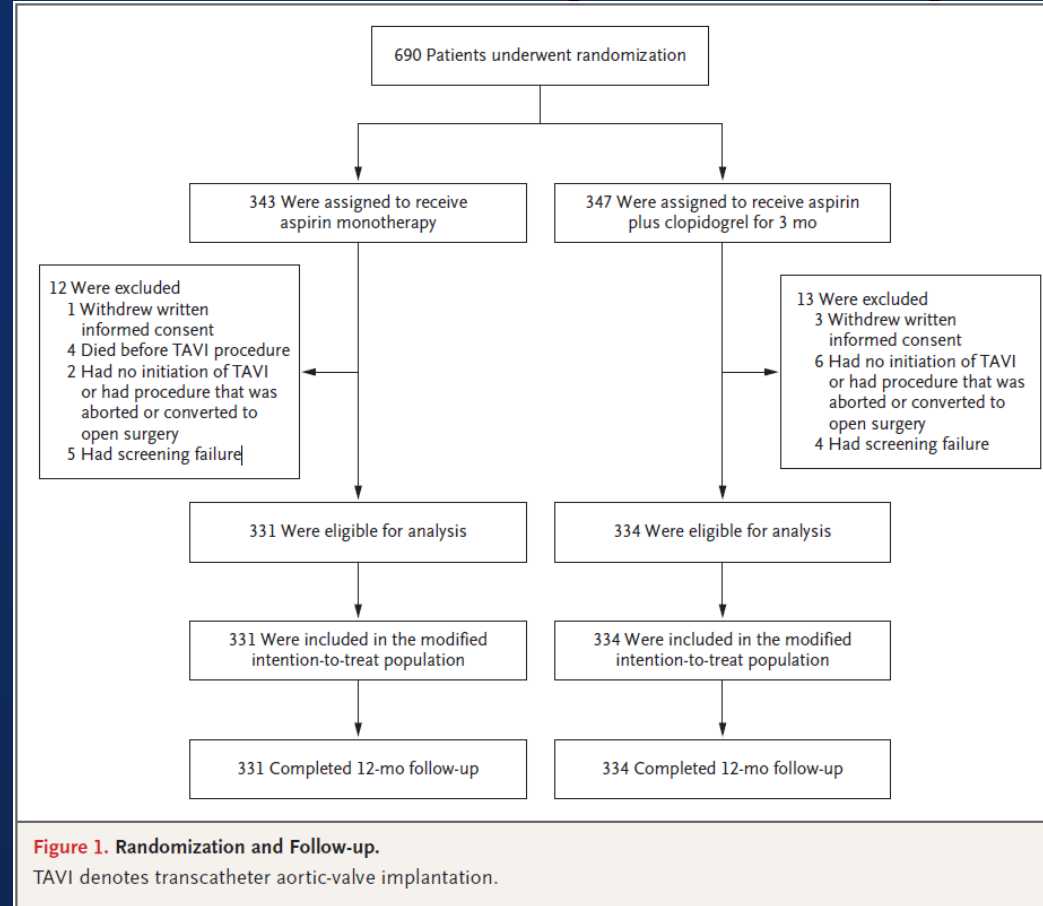 690 Patients underwent randomization
343 Were assigned to receive
aspirin monotherapy
347 Were assigned to receive aspirin
plus clopidogrel for 3 mo
12 Were excluded
1 Withdrew written
informed consent
4 Died before TAVI procedure
2 Had no initiation of TAVI
or had procedure that was
aborted or converted to
open surgery
5 Had screening failure
13 Were excluded
3 Withdrew written
informed consent
6 Had no initiation of TAVI
or had procedure that was
aborted or converted to
open surgery
4 Had screening failure
331 Were eligible for analysis
334 Were eligible for analysis
331 Were included in the modified
intention-to-treat population
334 Were included in the modified
intention-to-treat population
331 Completed 12-mo follow-up
334 Completed 12-mo follow-up
Figure 1. Randomization and Follow-up.
TAVI denotes transcatheter aortic-valve implantation.